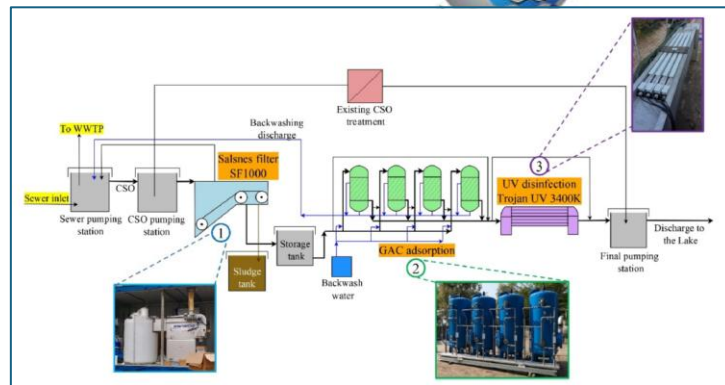 Existing CSO
treatment
To WWTP
Backwashing
discharge
Salsnes filter
SF1000
3
UV disinfection
Trojan UV 3400K
CSO
Sewer inlet
Sewer pumping
station
CSO pumping
station
1
Storage
tank
Sludge
tank
GAC adsorption
2
Backwash
water
Final pumping
station
Discharge to
the Lake